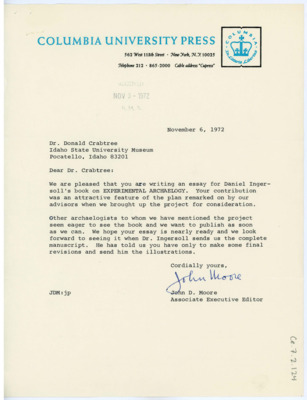 COLUMBIA UNIVERSITY PRESS
562 West 113th Street · New York, N.Y. 10025
Telephone 212 - 865-2000 Cable address "Cupress"
COLUMBIA
NOV 9 - 1972
November 6, 1972
Dr. Donald Crabtree
Idaho State University Museum
Pocatello, Idaho 83201
Dear Dr. Crabtree:
We are pleased that you are writing an essay for Daniel Inger-
soll's book on EXPERIMENTAL ARCHAELOGY. Your contribution
was an attractive feature of the plan remarked on by our
advisors when we brought up the project for consideration.
Other archaelogists to whom we have mentioned the project
seem eager to see the book and we want to publish as soon
as we can. We hope your essay is nearly ready and we look
forward to seeing it when Dr. Ingersoll sends us the complete
manuscript. He has told us you have only to make some final
revisions and send him the illustrations.
Cordially yours,
John Moore
John D. Moore
JDM:jp
Associate Executive Editor